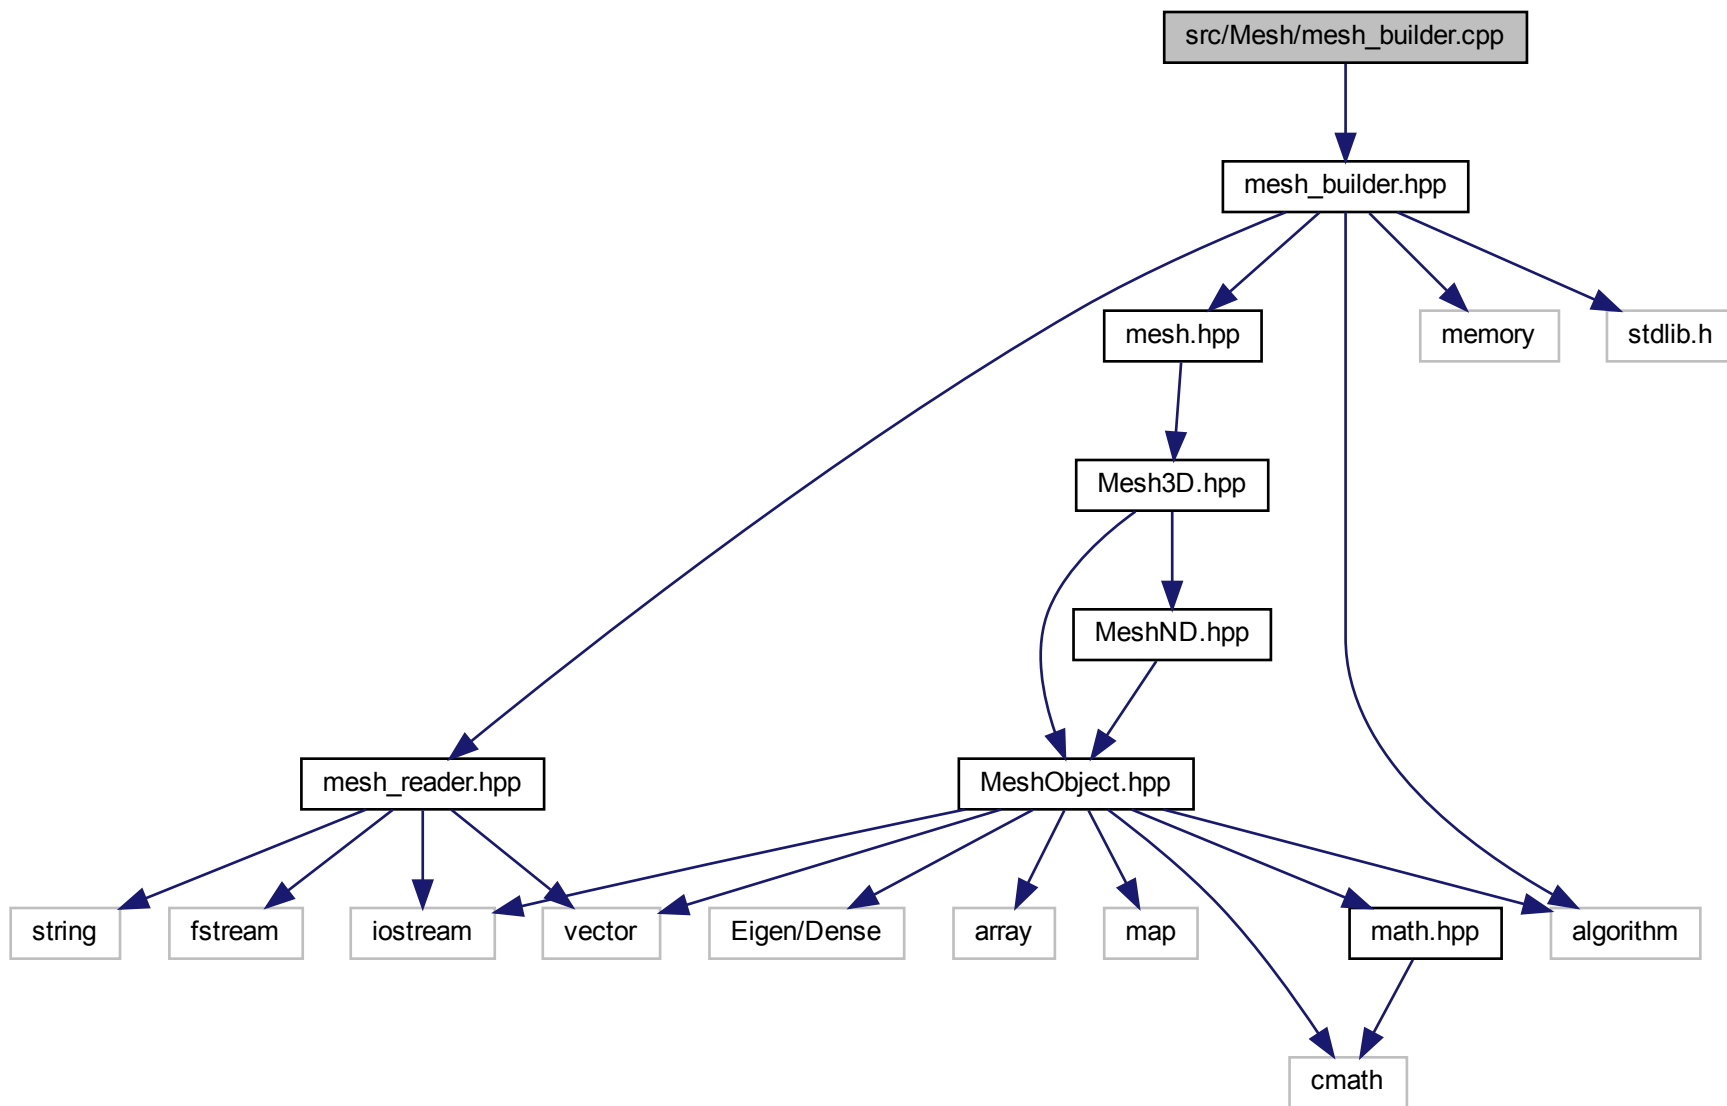 src/Mesh/mesh_builder.cpp
mesh_builder.hpp
mesh.hpp
memory
stdlib.h
Mesh3D.hpp
MeshND.hpp
mesh_reader.hpp
MeshObject.hpp
string
fstream
iostream
vector
Eigen/Dense
array
map
math.hpp
algorithm
cmath